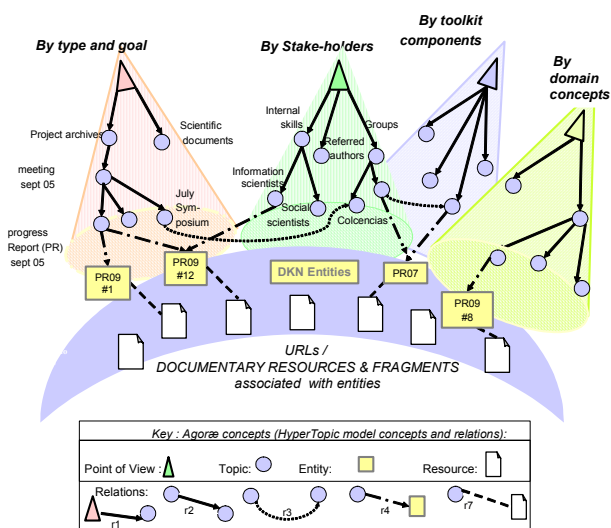 By type and goal
By Stake-holders
By toolkit
components
By
domain
concepts
Internal
skills
Groups
Project archives
Scientific
documents
Referred
authors
meeting
sept 05
Information
scientists
July
Sym-
posium
Social
scientists
Colcencias
progress
Report (PR)
sept 05
PR09
#1
PR09
#12
DKN Entities
PR07
PR09
#8
URLs /
DOCUMENTARY RESOURCES & FRAGMENTS
associated with entities
Key : Agoræ concepts (HyperTopic model concepts and relations):
Point of View :
Topic:
Entity:
Resource:
Relations:
r1
r2
r3
r4
r7